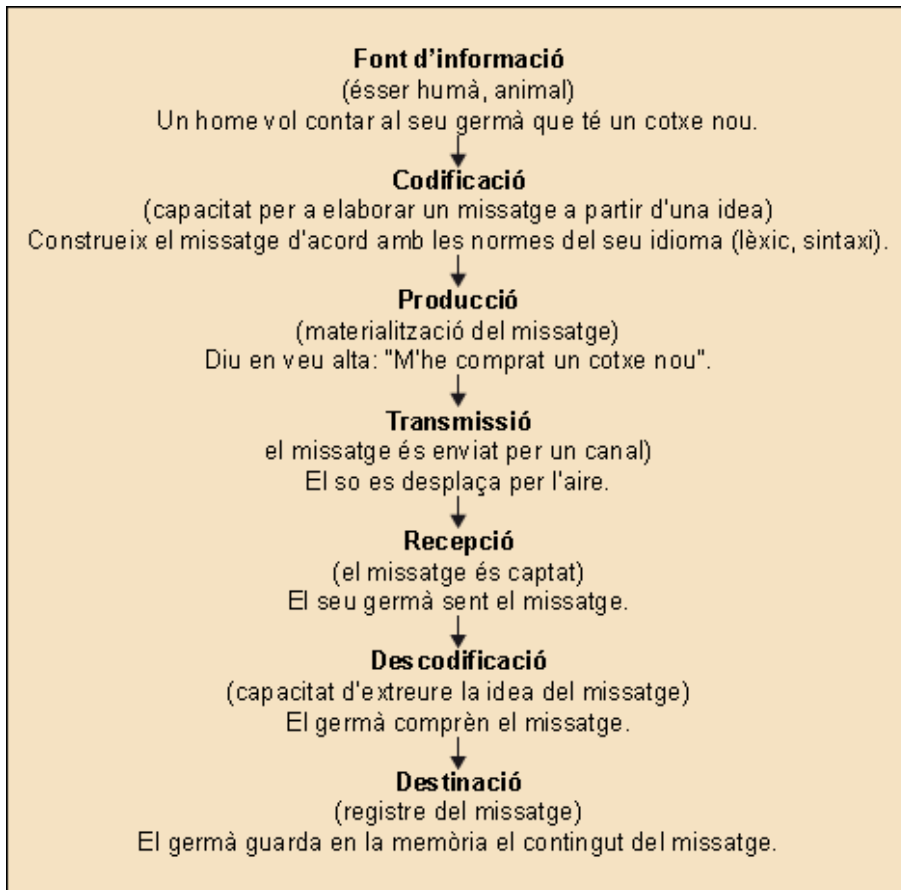 Font d'informació
(ésser humà, animal)
Un home vol contar al seu germà que té un cotxe nou.
Codificació
(capacitat per a elaborar un missatge a partir d'una idea)
Construeix el missatge d'acord amb les normes del seu idioma (lèxic, sintaxi).
Producció
(materialització del missatge)
Diu en veu alta: "M'he comprat un cotxe nou".
Transmissió
el missatge és enviat per un canal)
El so es desplaça per l'aire.
Recepció
(el missatge és captat)
El seu germà sent el missatge.
Descodificació
(capacitat d'extreure la idea del missatge)
El germà comprèn el missatge.
Destinació
(registre del missatge)
El germà guarda en la memòria el contingut del missatge.